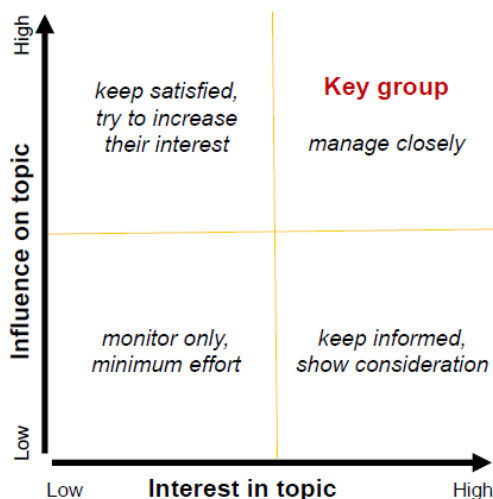 High
keep satisfied,
try to increase
their interest
Key group
manage closely
Influence on topic
monitor only,
minimum effort
keep informed,
show consideration
Low
Low
Interest in topic
High